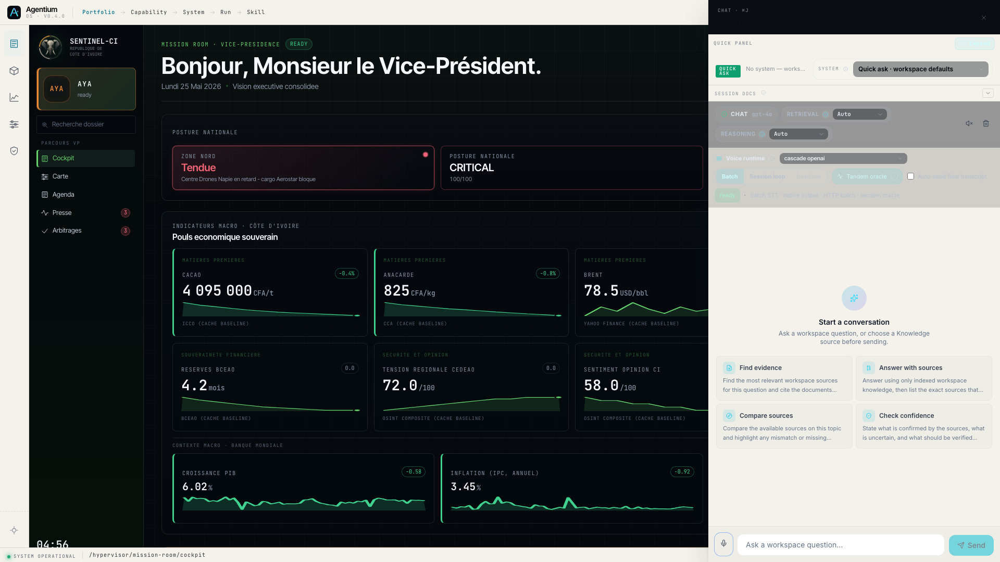 Agentium
OS · V0.4.0
Portfolio → Capability → System → Run → Skill
SENTINEL-CI
REPUBLIQUE DE
COTE D'IVOIRE
AYA
AYA
ready
Recherche dossier
PARCOURS VP
Cockpit
Carte
Agenda
Presse 3
Arbitrages 3
04:56
MISSION ROOM · VICE-PRESIDENCE READY
Bonjour, Monsieur le Vice-Président.
Lundi 25 Mai 2026 • Vision executive consolidee
POSTURE NATIONALE
ZONE NORD
Tendue
Centre Drones Napie en retard - cargo Aerostar bloque
POSTURE NATIONALE
CRITICAL
100/100
INDICATEURS MACRO · CÔTE D'IVOIRE
Pouls economique souverain
MATIERES PREMIERES
CACAO -0.4%
4 095 000 CFA/t
ICCO (CACHE BASELINE)
MATIERES PREMIERES
ANACARDE -0.8%
825 CFA/kg
CCA (CACHE BASELINE)
MATIERES PREMIERES
BRENT
78.5 USD/bbl
YAHOO FINANCE (CACHE BASELINE)
SOUVERAINETE FINANCIERE
RESERVES BCEAO 0.0
4.2 mois
BCEAO (CACHE BASELINE)
SECURITE ET OPINION
TENSION REGIONALE CEDEAO 0.0
72.0 /100
OSINT COMPOSITE (CACHE BASELINE)
SECURITE ET OPINION
SENTIMENT OPINION CI
58.0 /100
OSINT COMPOSITE (CACHE BASELINE)
CONTEXTE MACRO · BANQUE MONDIALE
CROISSANCE PIB -0.58
6.02 %
INFLATION (IPC, ANNUEL) -0.92
3.45 %
SYSTEM OPERATIONAL /hypervisor/mission-room/cockpit
CHAT · ⌘J
QUICK PANEL
QUICK ASK
No system — works...
SYSTEM Quick ask · workspace defaults
SESSION DOCS
CHAT gpt-4o RETRIEVAL Auto
REASONING Auto
Voice runtime cascade openai
Batch Session loop Realtime Tandem oracle Auto-send final transcript
ready · batch STT · native output · HTTP batch · tandem oracle
Start a conversation
Ask a workspace question, or choose a Knowledge
source before sending.
Find evidence
Find the most relevant workspace sources
for this question and cite the documents...
Answer with sources
Answer using only indexed workspace
knowledge, then list the exact sources that...
Compare sources
Compare the available sources on this topic
and highlight any mismatch or missing...
Check confidence
State what is confirmed by the sources, what
is uncertain, and what should be verified...
Ask a workspace question...
Send